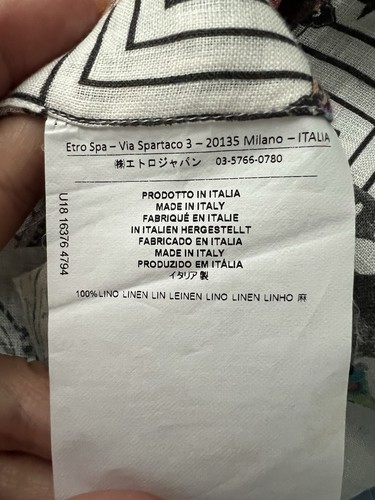 Etro Spa – Via Spartaco 3 – 20135 Milano – ITALIA
㈱エトロジャパン 03-5766-0780
U18 16376 4794
PRODOTTO IN ITALIA
MADE IN ITALY
FABRIQUÉ EN ITALIE
IN ITALIEN HERGESTELLT
FABRICADO EN ITALIA
MADE IN ITALY
PRODUZIDO EM ITÁLIA
イタリア製
100%LINO LINEN LIN LEINEN LINO LINEN LINHO 麻